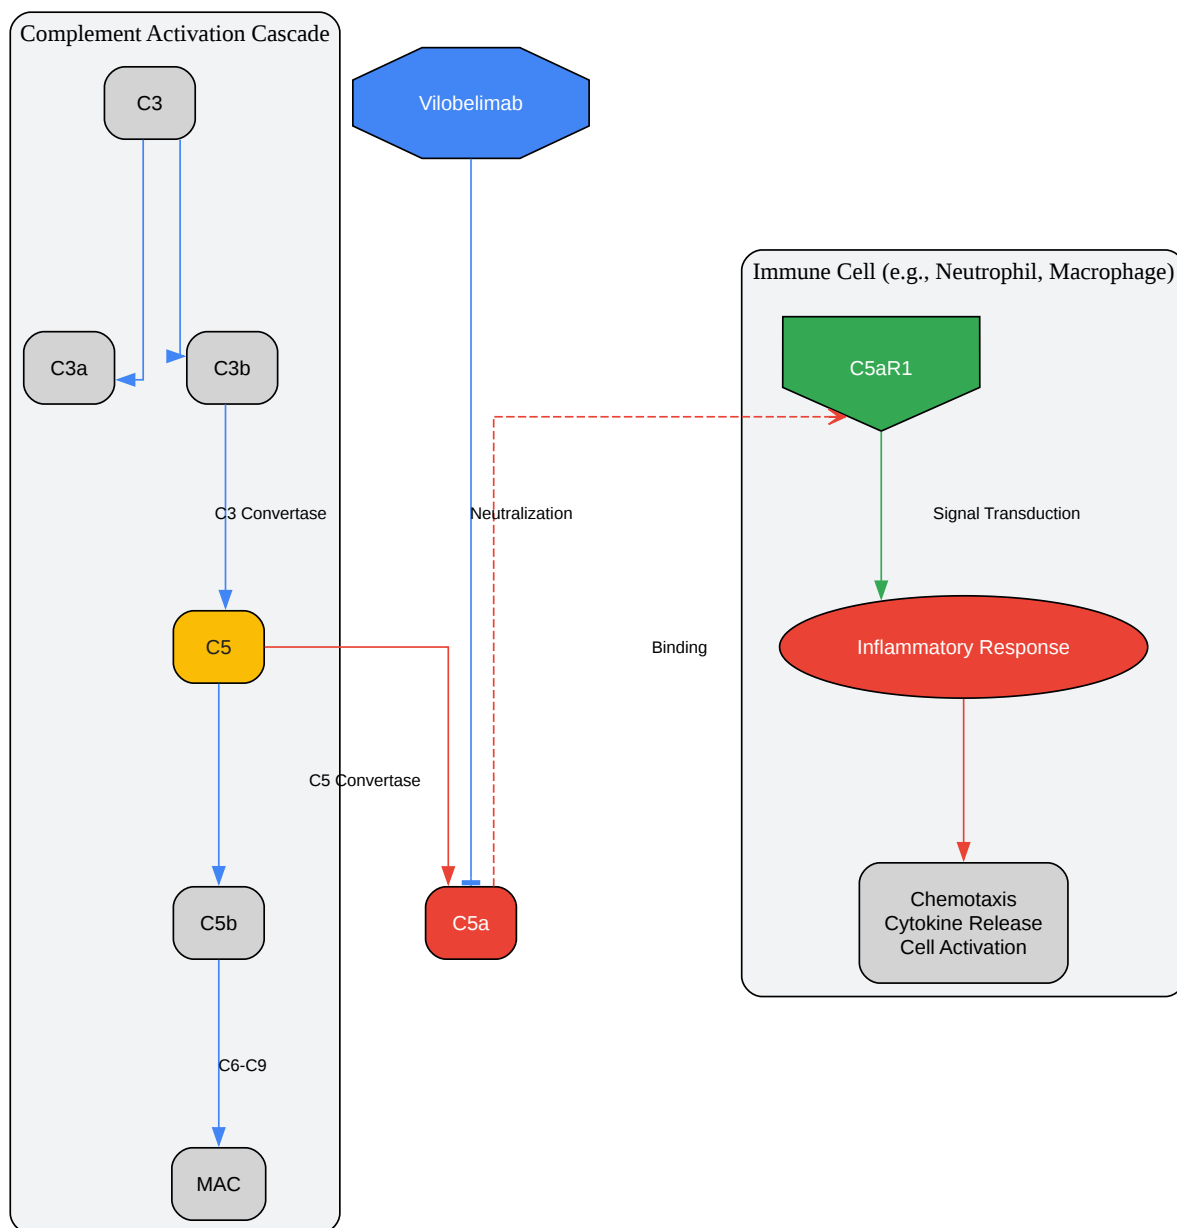 Complement Activation Cascade
C3
Vilobelimab
Immune Cell (e.g., Neutrophil, Macrophage)
C3a
C3b
C5aR1
C3 Convertase
Neutralization
Signal Transduction
C5
Binding
Inflammatory Response
C5 Convertase
C5b
C5a
Chemotaxis
Cytokine Release
Cell Activation
C6-C9
MAC